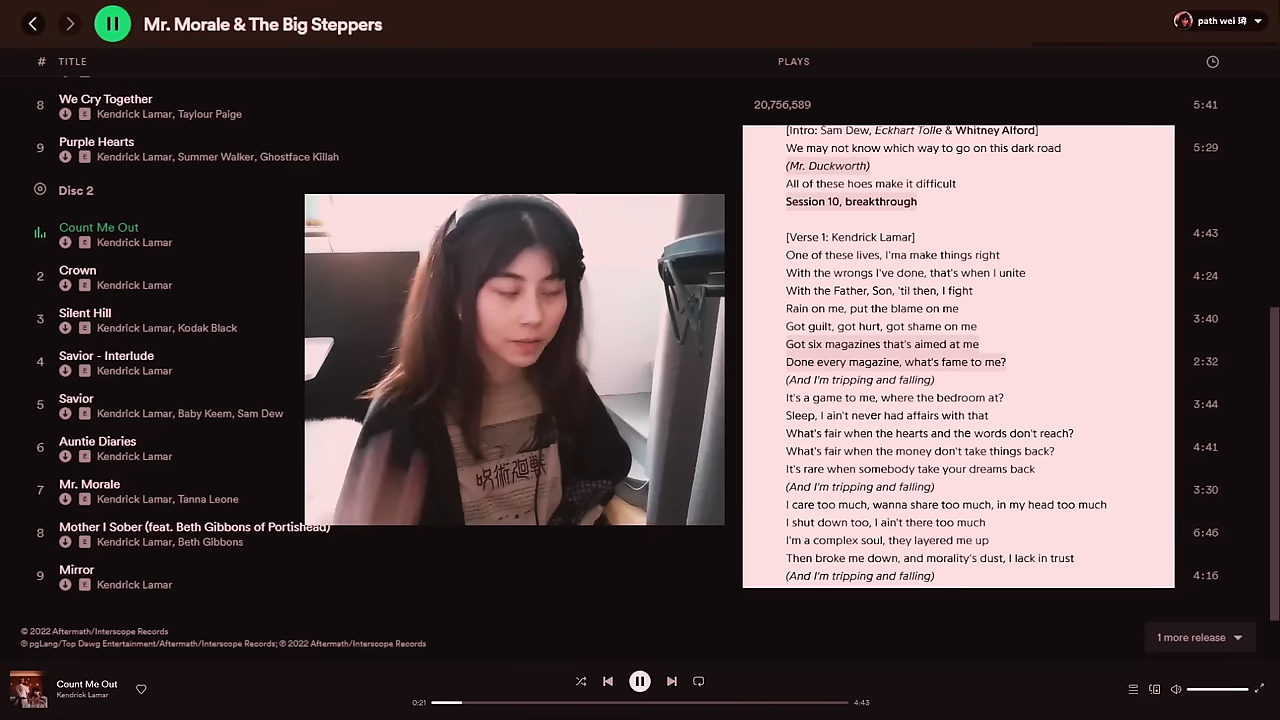 Mr. Morale & The Big Steppers
path wei 瑋
# TITLE PLAYS
8 We Cry Together 20,756,589 5:41
E Kendrick Lamar, Taylour Paige
9 Purple Hearts 5:29
E Kendrick Lamar, Summer Walker, Ghostface Killah
Disc 2
Count Me Out 4:43
E Kendrick Lamar
2 Crown 4:24
E Kendrick Lamar
3 Silent Hill 3:40
E Kendrick Lamar, Kodak Black
4 Savior - Interlude 2:32
E Kendrick Lamar
5 Savior 3:44
E Kendrick Lamar, Baby Keem, Sam Dew
6 Auntie Diaries 4:41
E Kendrick Lamar
7 Mr. Morale 3:30
E Kendrick Lamar, Tanna Leone
8 Mother I Sober (feat. Beth Gibbons of Portishead) 6:46
E Kendrick Lamar, Beth Gibbons
9 Mirror 4:16
E Kendrick Lamar
呪術廻戦
[Intro: Sam Dew, Eckhart Tolle & Whitney Alford]
We may not know which way to go on this dark road
(Mr. Duckworth)
All of these hoes make it difficult
Session 10, breakthrough
[Verse 1: Kendrick Lamar]
One of these lives, I'ma make things right
With the wrongs I've done, that's when I unite
With the Father, Son, 'til then, I fight
Rain on me, put the blame on me
Got guilt, got hurt, got shame on me
Got six magazines that's aimed at me
Done every magazine, what's fame to me?
(And I'm tripping and falling)
It's a game to me, where the bedroom at?
Sleep, I ain't never had affairs with that
What's fair when the hearts and the words don't reach?
What's fair when the money don't take things back?
It's rare when somebody take your dreams back
(And I'm tripping and falling)
I care too much, wanna share too much, in my head too much
I shut down too, I ain't there too much
I'm a complex soul, they layered me up
Then broke me down, and morality's dust, I lack in trust
(And I'm tripping and falling)
© 2022 Aftermath/Interscope Records
℗ pgLang/Top Dawg Entertainment/Aftermath/Interscope Records; ℗ 2022 Aftermath/Interscope Records
1 more release
Count Me Out
Kendrick Lamar
0:21 4:43